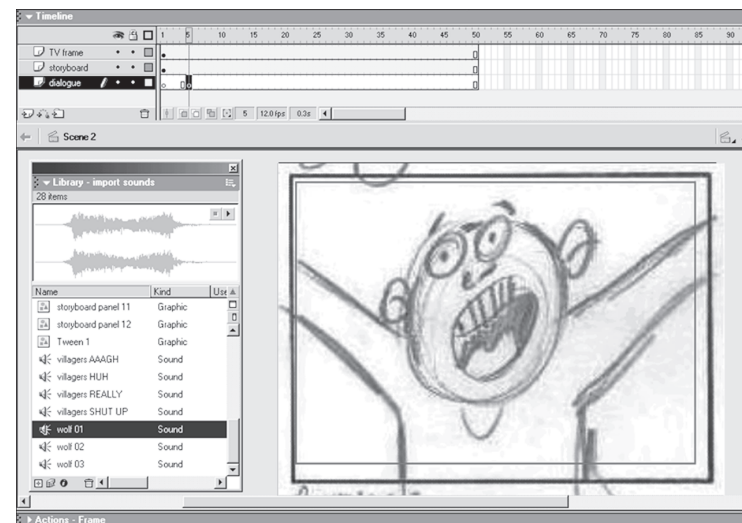 Timeline
1 5 10 15 20 25 30 35 40 45 50 55 60 65 70 75 80 85 90
TV frame
storyboard
dialogue
5 12.0 fps 0.3s
Scene 2
Library - import sounds
28 items
Name Kind Use
storyboard panel 11 Graphic
storyboard panel 12 Graphic
Tween 1 Graphic
villagers AAAGH Sound
villagers HUH Sound
villagers REALLY Sound
villagers SHUT UP Sound
wolf 01 Sound
wolf 02 Sound
wolf 03 Sound
Actions - Frame